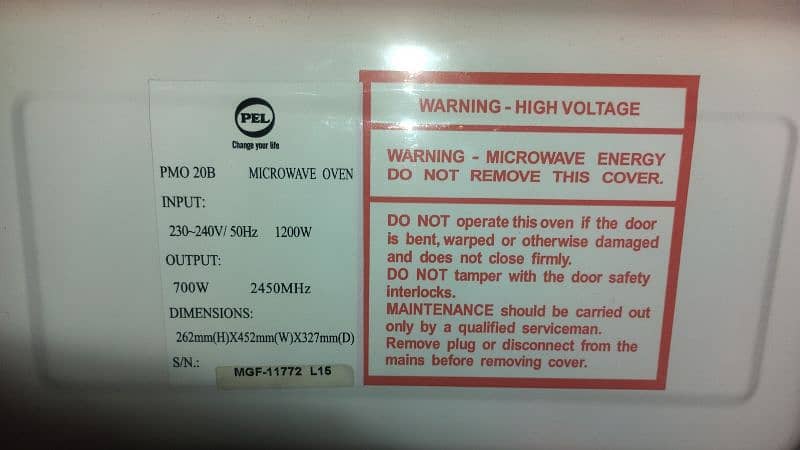 PEL
Change your life
PMO 20B MICROWAVE OVEN
INPUT:
230~240V/ 50Hz 1200W
OUTPUT:
700W 2450MHz
DIMENSIONS:
262mm(H)X452mm(W)X327mm(D)
S/N.: MGF-11772 L15
WARNING - HIGH VOLTAGE
WARNING - MICROWAVE ENERGY
DO NOT REMOVE THIS COVER.
DO NOT operate this oven if the door
is bent, warped or otherwise damaged
and does not close firmly.
DO NOT tamper with the door safety
interlocks.
MAINTENANCE should be carried out
only by a qualified serviceman.
Remove plug or disconnect from the
mains before removing cover.